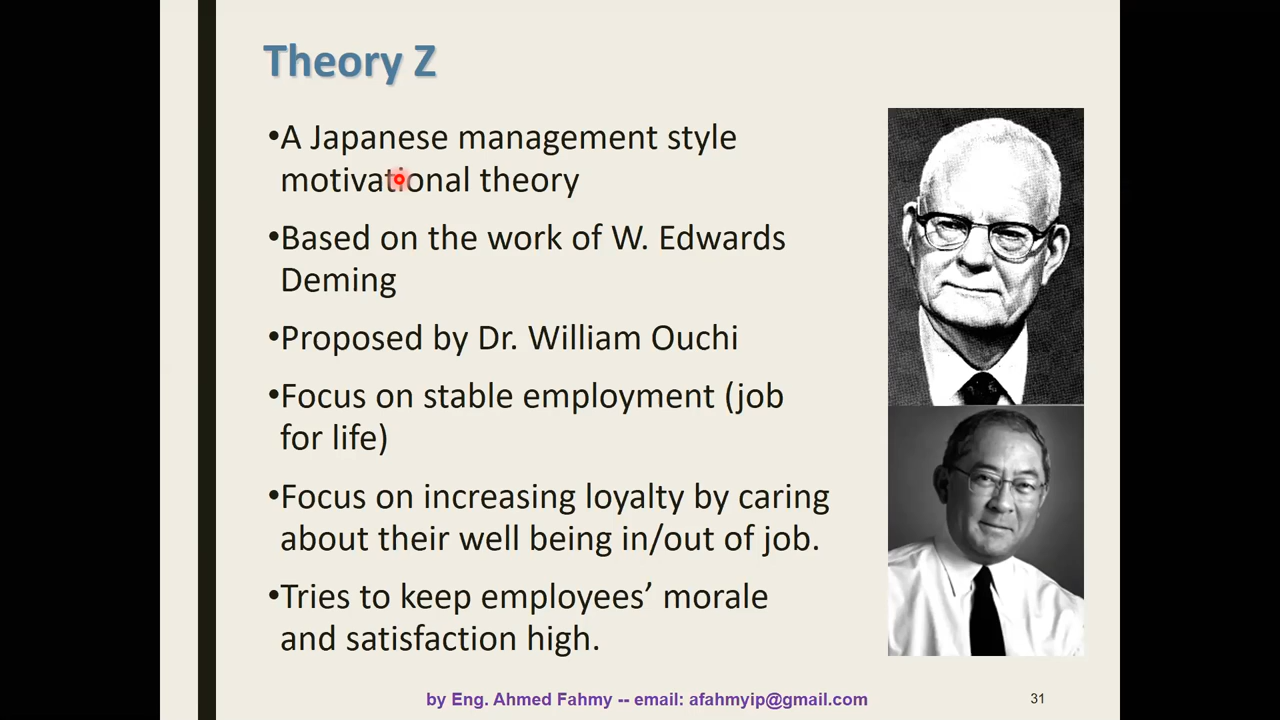 Theory Z
•A Japanese management style
motivational theory
•Based on the work of W. Edwards
Deming
•Proposed by Dr. William Ouchi
•Focus on stable employment (job
for life)
•Focus on increasing loyalty by caring
about their well being in/out of job.
•Tries to keep employees’ morale
and satisfaction high.
by Eng. Ahmed Fahmy -- email: afahmyip@gmail.com
31